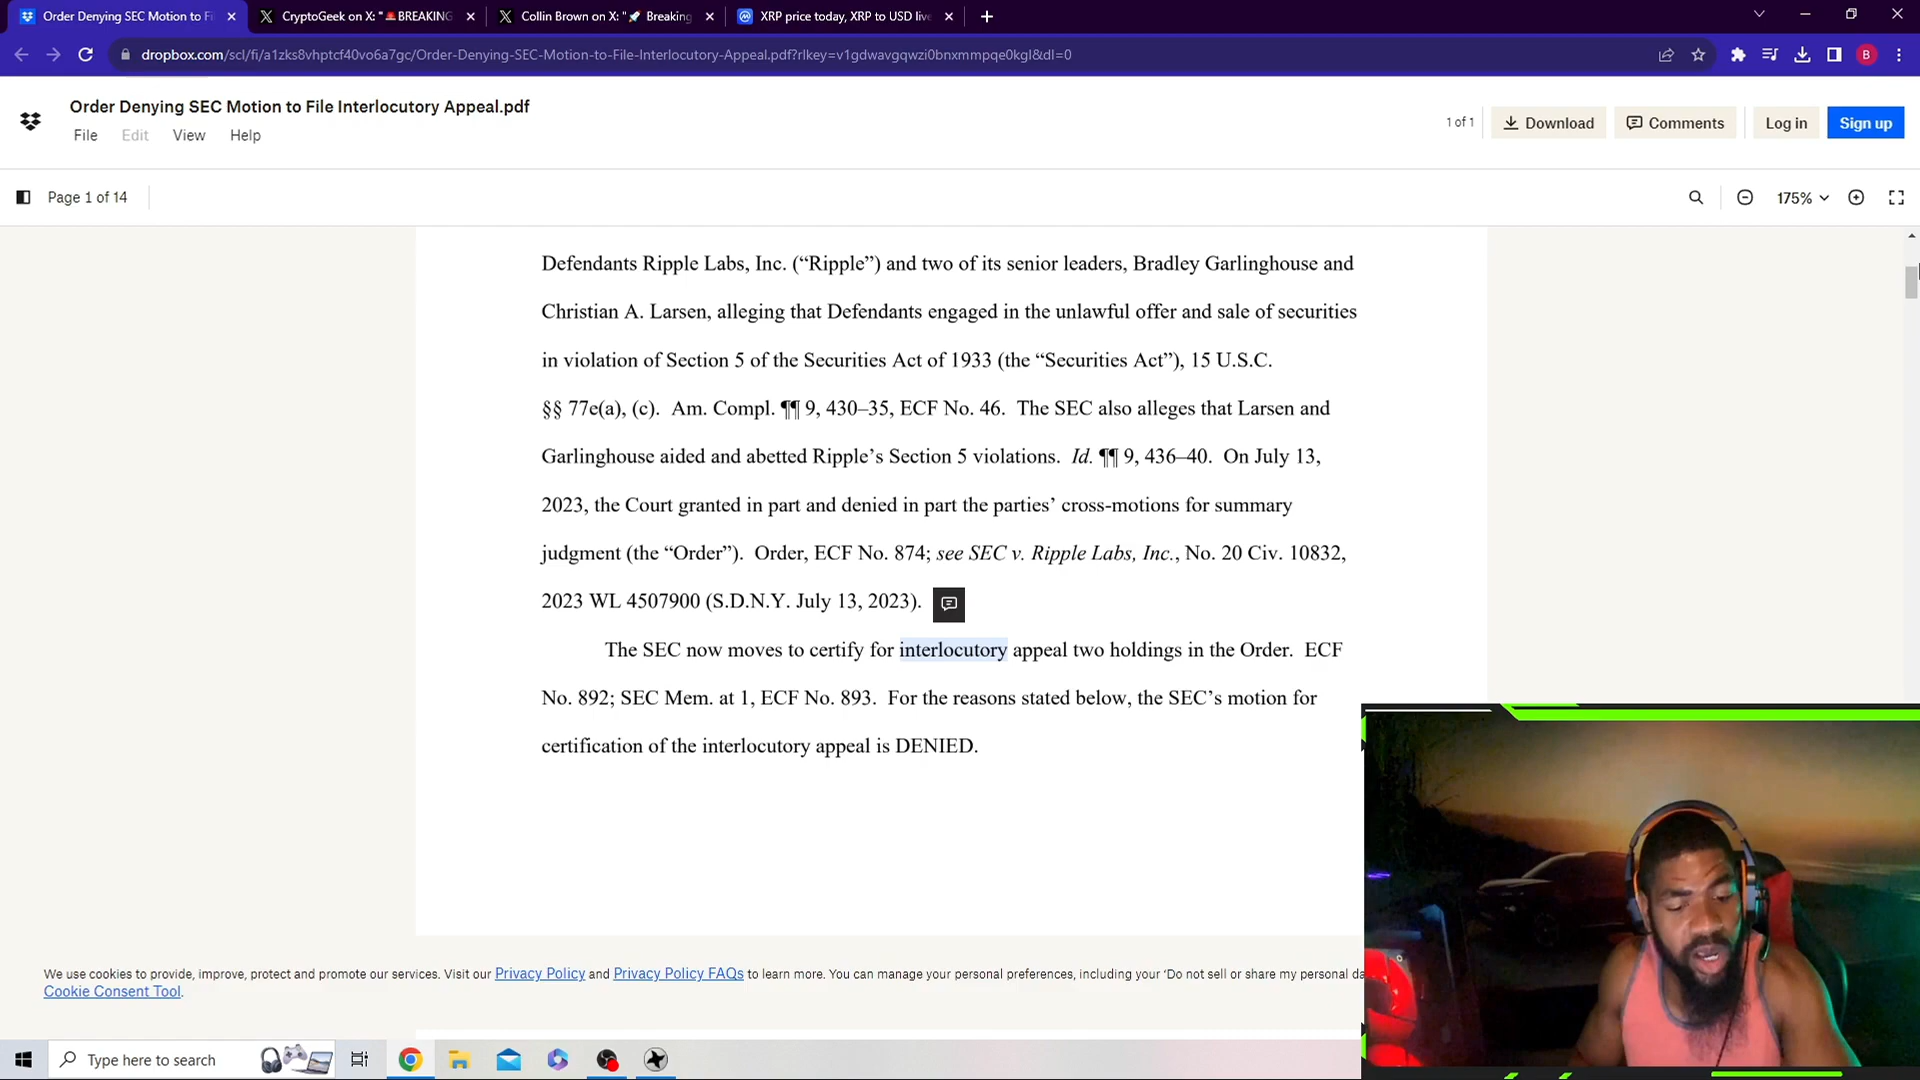 Order Denying SEC Motion to Fi
CryptoGeek on X: "🚨BREAKING
Collin Brown on X: "🚀 Breaking
XRP price today, XRP to USD live
dropbox.com/scl/fi/a1zks8vhptcf40vo6a7gc/Order-Denying-SEC-Motion-to-File-Interlocutory-Appeal.pdf?rlkey=v1gdwavgqwzi0bnxmmpqe0kgl&dl=0
B
Order Denying SEC Motion to File Interlocutory Appeal.pdf
File Edit View Help
1 of 1
Download
Comments
Log in
Sign up
Page 1 of 14
175%
Defendants Ripple Labs, Inc. (“Ripple”) and two of its senior leaders, Bradley Garlinghouse and
Christian A. Larsen, alleging that Defendants engaged in the unlawful offer and sale of securities
in violation of Section 5 of the Securities Act of 1933 (the “Securities Act”), 15 U.S.C.
§§ 77e(a), (c). Am. Compl. ¶¶ 9, 430–35, ECF No. 46. The SEC also alleges that Larsen and
Garlinghouse aided and abetted Ripple’s Section 5 violations. Id. ¶¶ 9, 436–40. On July 13,
2023, the Court granted in part and denied in part the parties’ cross-motions for summary
judgment (the “Order”). Order, ECF No. 874; see SEC v. Ripple Labs, Inc., No. 20 Civ. 10832,
2023 WL 4507900 (S.D.N.Y. July 13, 2023).
The SEC now moves to certify for interlocutory appeal two holdings in the Order. ECF
No. 892; SEC Mem. at 1, ECF No. 893. For the reasons stated below, the SEC’s motion for
certification of the interlocutory appeal is DENIED.
We use cookies to provide, improve, protect and promote our services. Visit our Privacy Policy and Privacy Policy FAQs to learn more. You can manage your personal preferences, including your ‘Do not sell or share my personal da
Cookie Consent Tool.
Type here to search